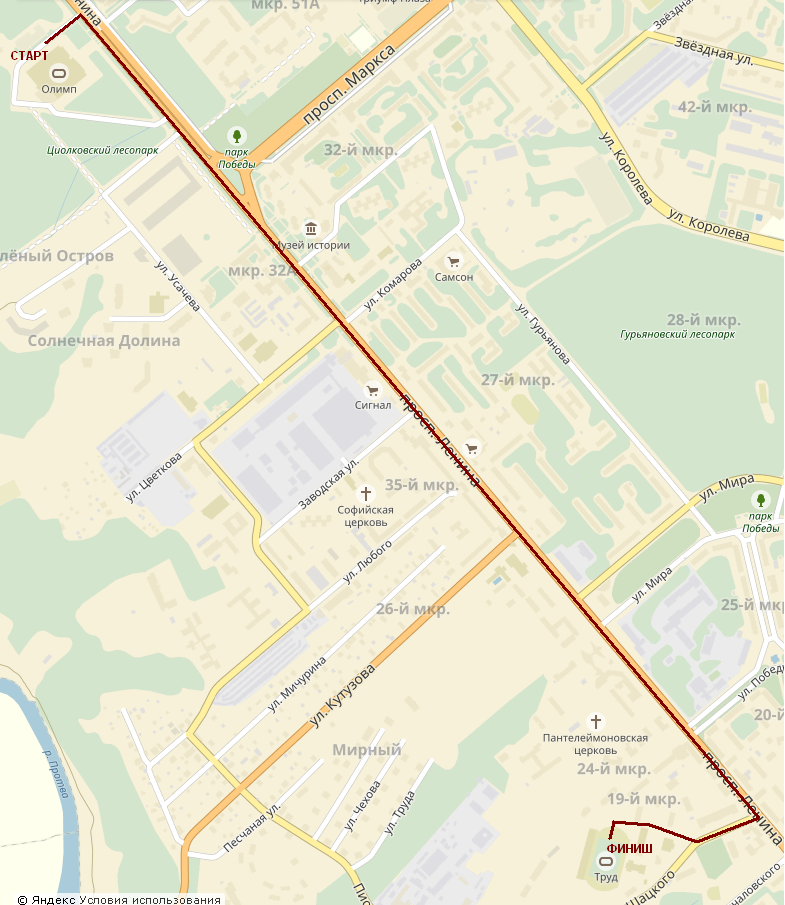 мкр. 51А
СТАРТ
Олимп
просп. Маркса
Звёздная ул.
42-й мкр.
парк
Победы
Циолковский лесопарк
32-й мкр.
ул. Королева
ул. Королева
Музей истории
мкр. 32А
ул. Комарова
Самсон
ул. Усачева
Солнечная Долина
ул. Гурьянова
28-й мкр.
Гурьяновский лесопарк
27-й мкр.
Сигнал
просп. Ленина
ул. Цветкова
Заводская ул.
35-й мкр.
ул. Мира
Софийская
церковь
парк
Победы
ул. Любого
ул. Мира
26-й мкр.
25-й мкр
ул. Мичурина
ул. Кутузова
ул. Победы
20-й
р. Протва
Мирный
Пантелеймоновская
церковь
24-й мкр.
просп. Ленина
19-й мкр.
Песчаная ул.
ул. Чехова
ул. Труда
ФИНИШ
Труд
Шацкого
© Яндекс Условия использования